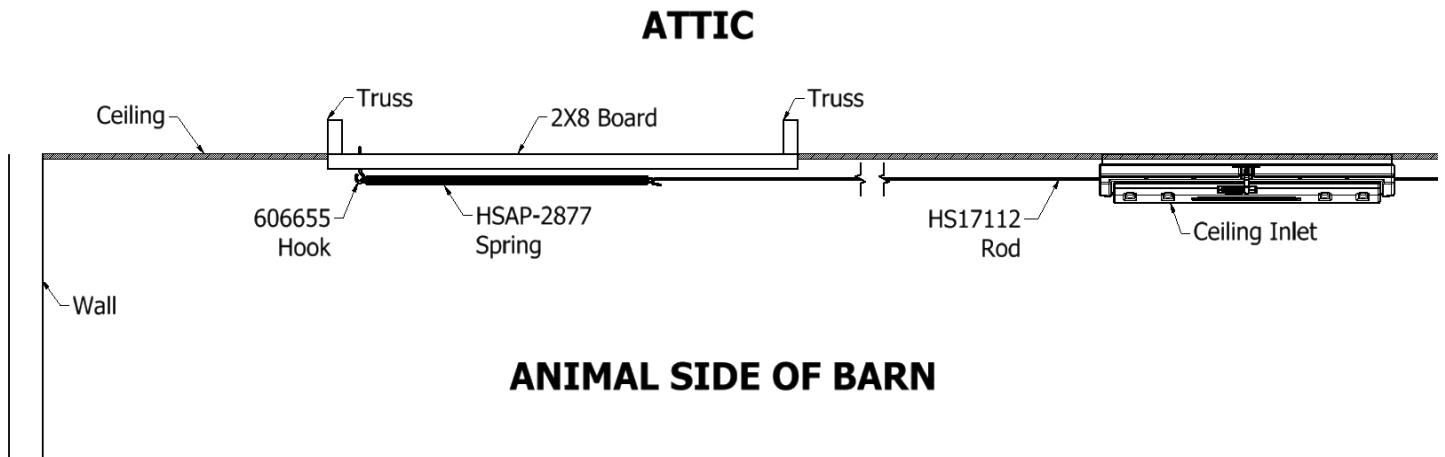 ATTIC
Ceiling
Truss
2X8 Board
Truss
606655
Hook
HSAP-2877
Spring
HS17112
Rod
Ceiling Inlet
Wall
ANIMAL SIDE OF BARN